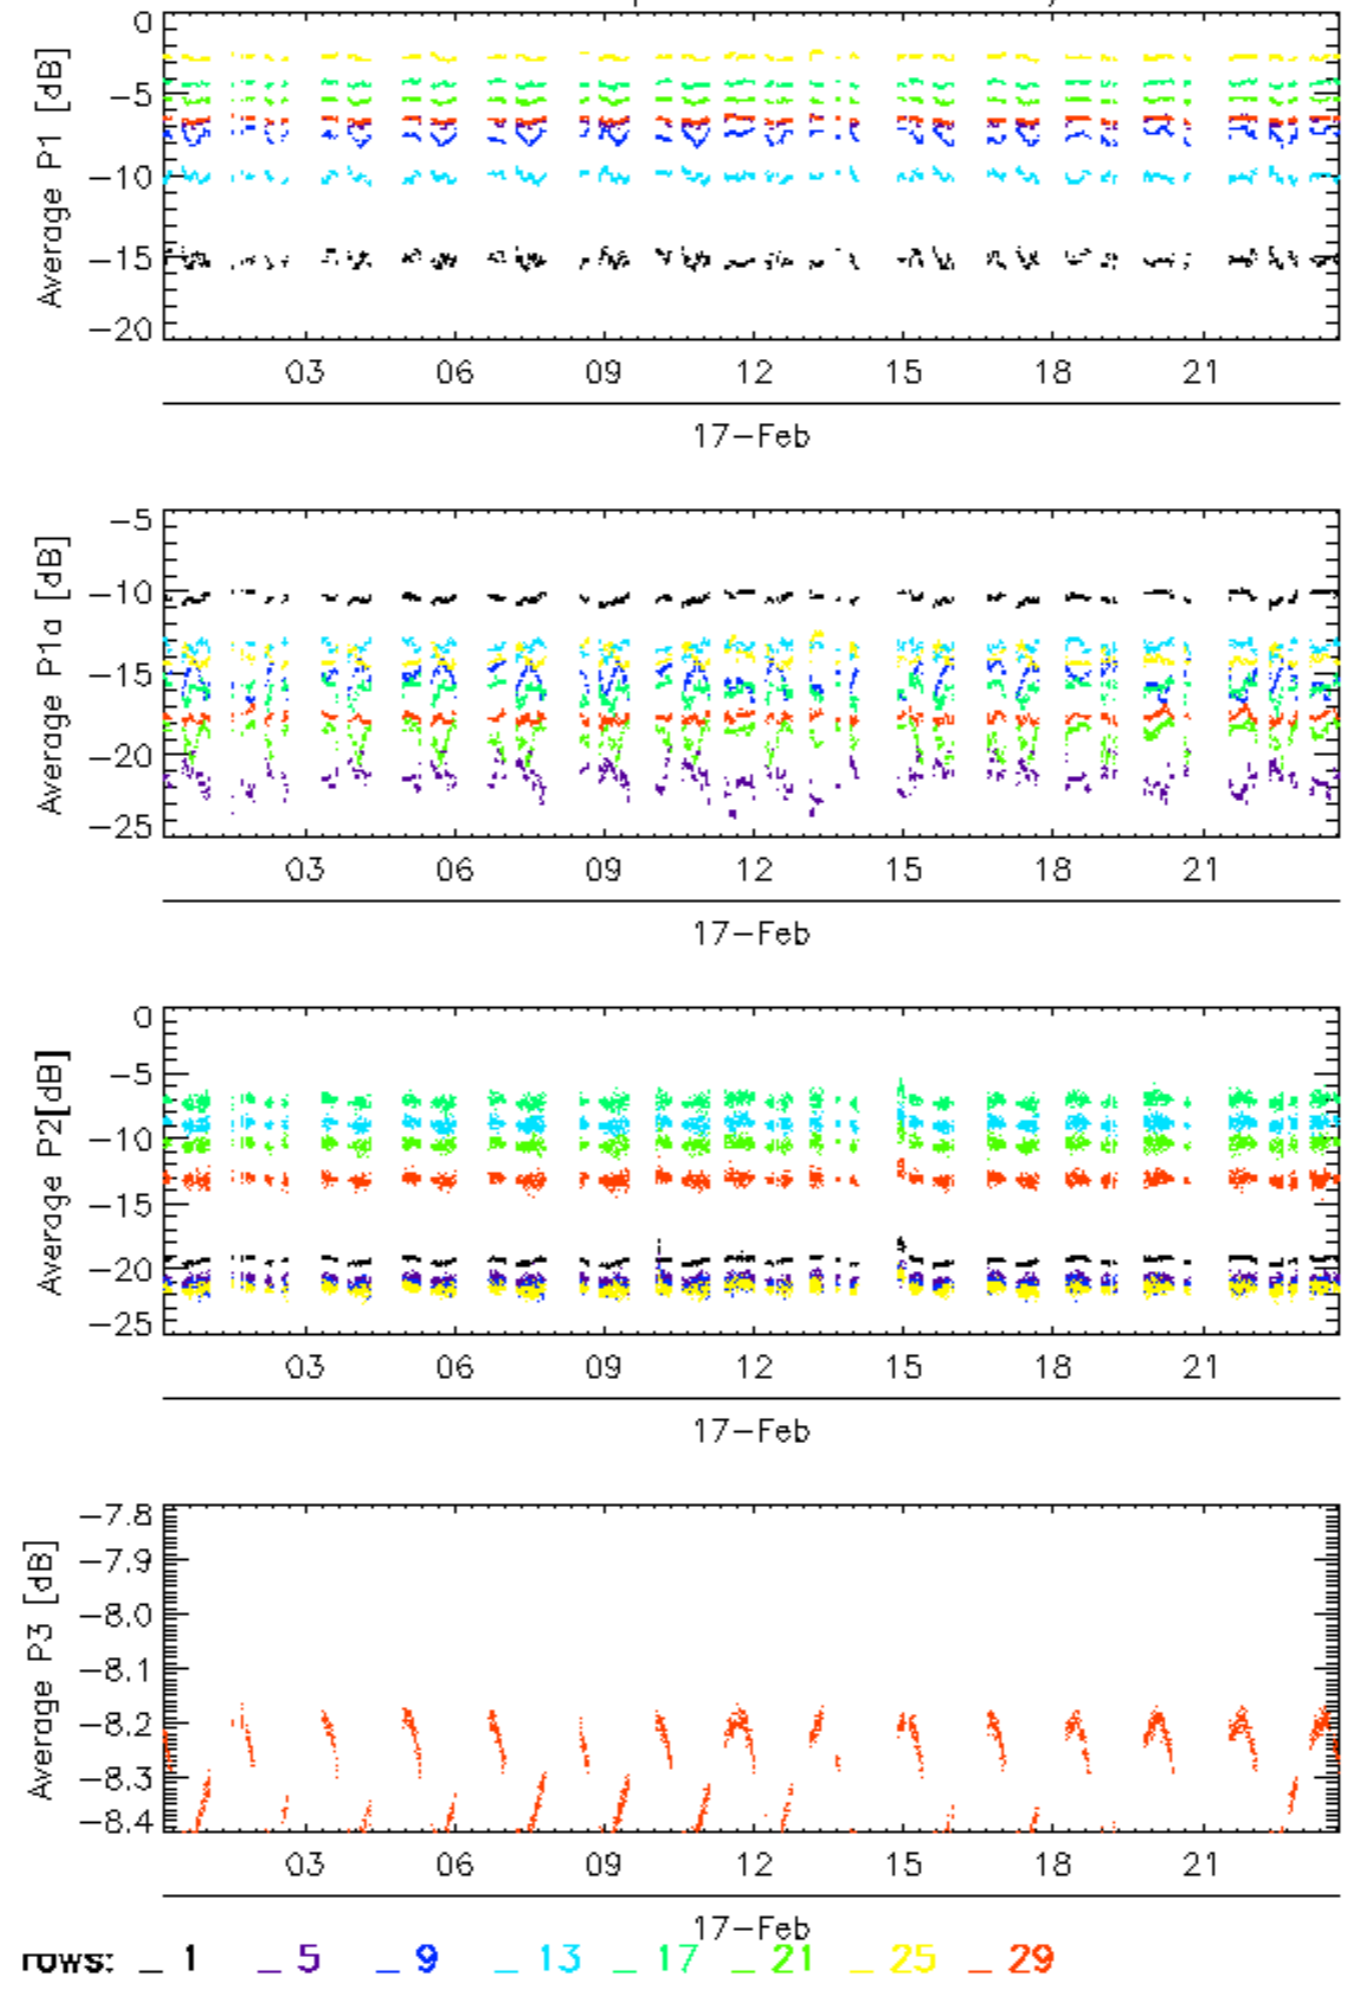 0
−5
−10
−15
−20
Average P1 [dB]
03 06 09 12 15 18 21
17−Feb
−5
−10
−15
−20
−25
Average P1a [dB]
03 06 09 12 15 18 21
17−Feb
0
−5
−10
−15
−20
−25
Average P2[dB]
03 06 09 12 15 18 21
17−Feb
−7.8
−7.9
−8.0
−8.1
−8.2
−8.3
−8.4
Average P3 [dB]
03 06 09 12 15 18 21
17−Feb
rows: _ 1 _ 5 _ 9 _ 13 _ 17 _ 21 _ 25 _ 29